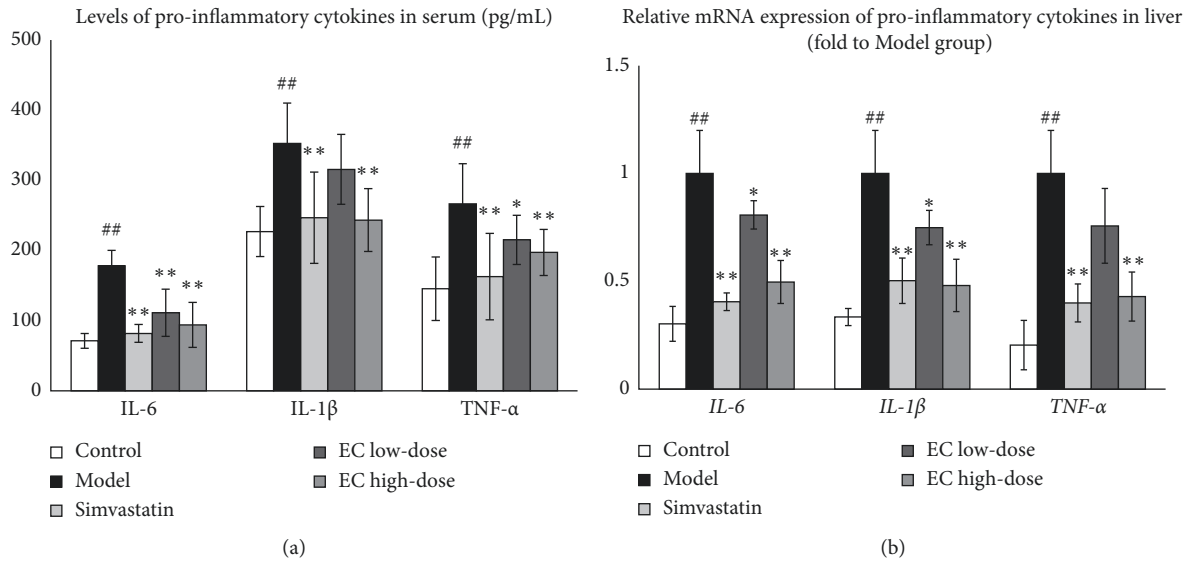 Levels of pro-inflammatory cytokines in serum (pg/mL)
500
400
300
200
100
0
##
**
**
**
##
**
**
##
**
*
**
IL-6
IL-1β
TNF-α
Control
Model
Simvastatin
EC low-dose
EC high-dose
(a)
Relative mRNA expression of pro-inflammatory cytokines in liver
(fold to Model group)
1.5
1
0.5
0
##
**
*
**
##
**
*
**
##
**
**
IL-6
IL-1β
TNF-α
Control
Model
Simvastatin
EC low-dose
EC high-dose
(b)